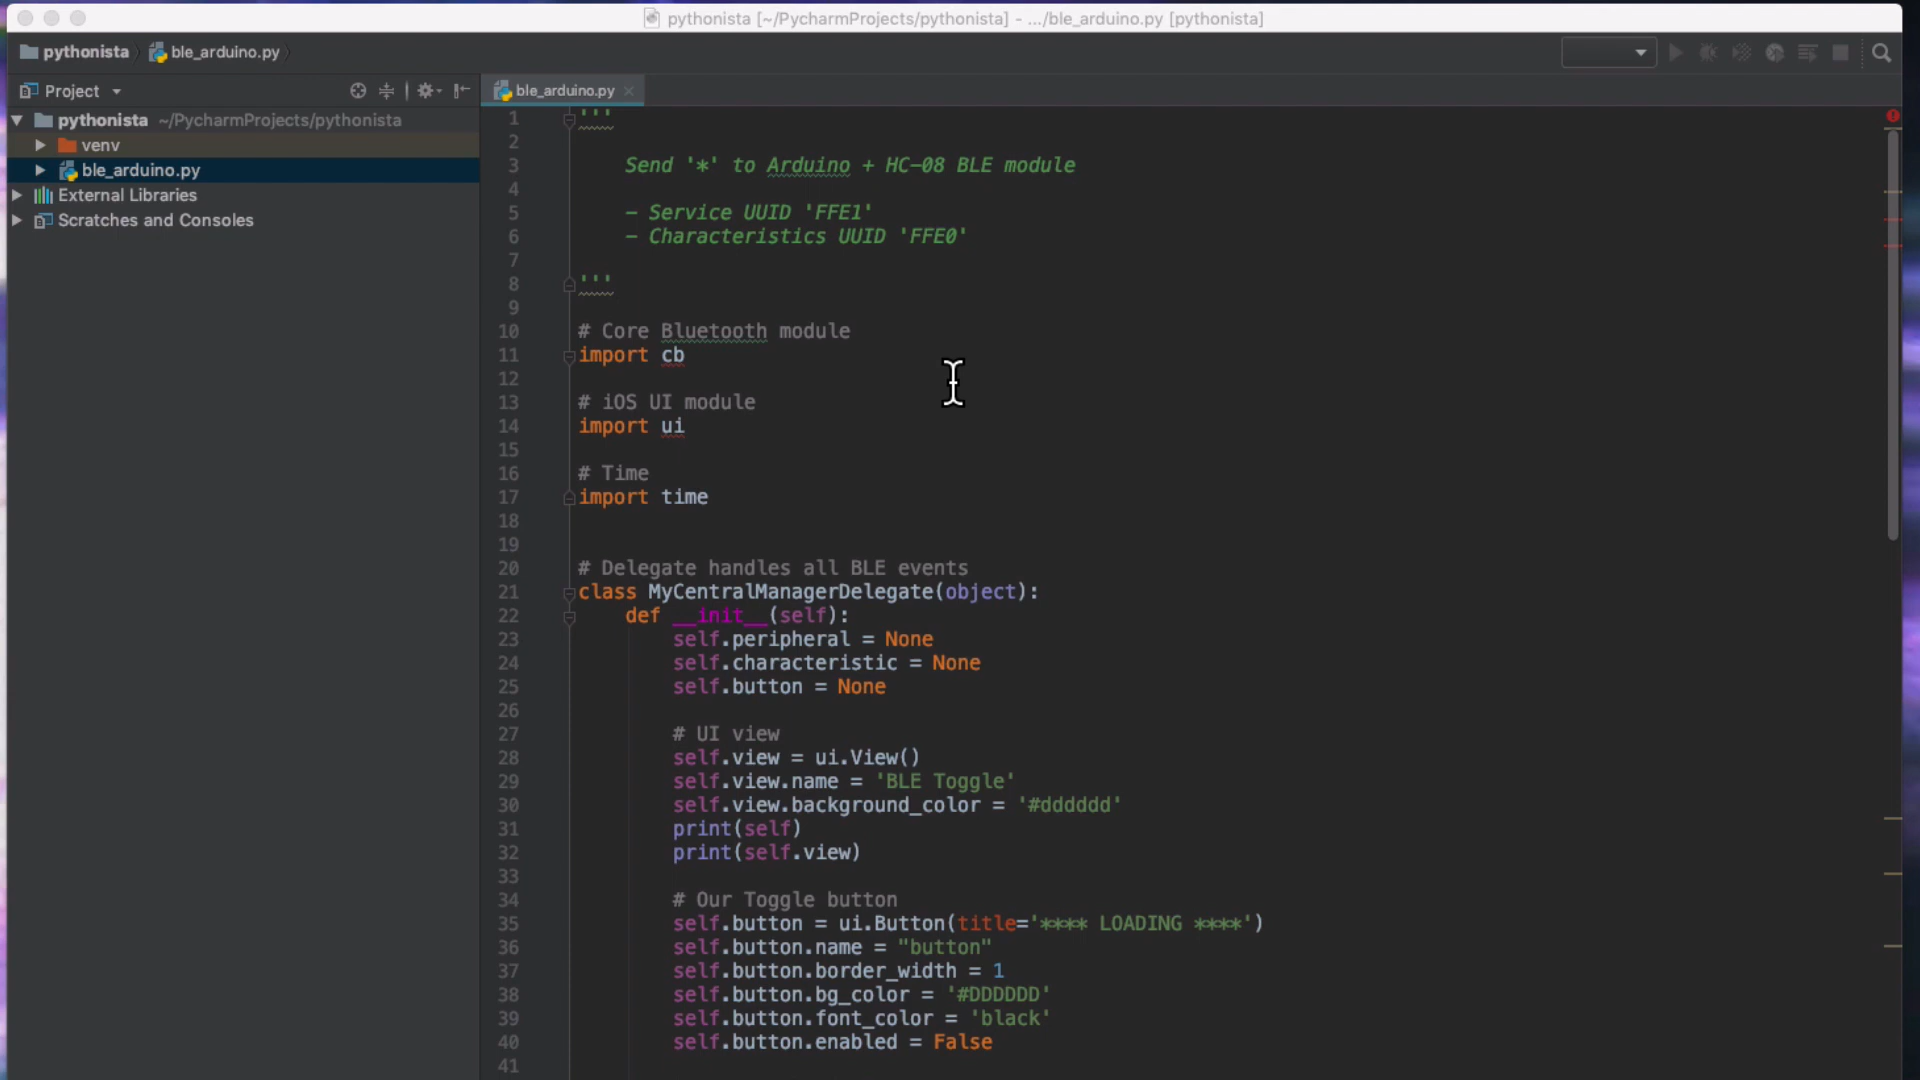 pythonista [~/PycharmProjects/pythonista] - .../ble_arduino.py [pythonista]
pythonista ble_arduino.py
Project
ble_arduino.py
pythonista ~/PycharmProjects/pythonista
venv
ble_arduino.py
External Libraries
Scratches and Consoles
1 '''
2
3 Send '*' to Arduino + HC-08 BLE module
4
5 - Service UUID 'FFE1'
6 - Characteristics UUID 'FFE0'
7
8 '''
9
10 # Core Bluetooth module
11 import cb
12
13 # iOS UI module
14 import ui
15
16 # Time
17 import time
18
19
20 # Delegate handles all BLE events
21 class MyCentralManagerDelegate(object):
22 def __init__(self):
23 self.peripheral = None
24 self.characteristic = None
25 self.button = None
26
27 # UI view
28 self.view = ui.View()
29 self.view.name = 'BLE Toggle'
30 self.view.background_color = '#dddddd'
31 print(self)
32 print(self.view)
33
34 # Our Toggle button
35 self.button = ui.Button(title='**** LOADING ****')
36 self.button.name = "button"
37 self.button.border_width = 1
38 self.button.bg_color = '#DDDDDD'
39 self.button.font_color = 'black'
40 self.button.enabled = False
41